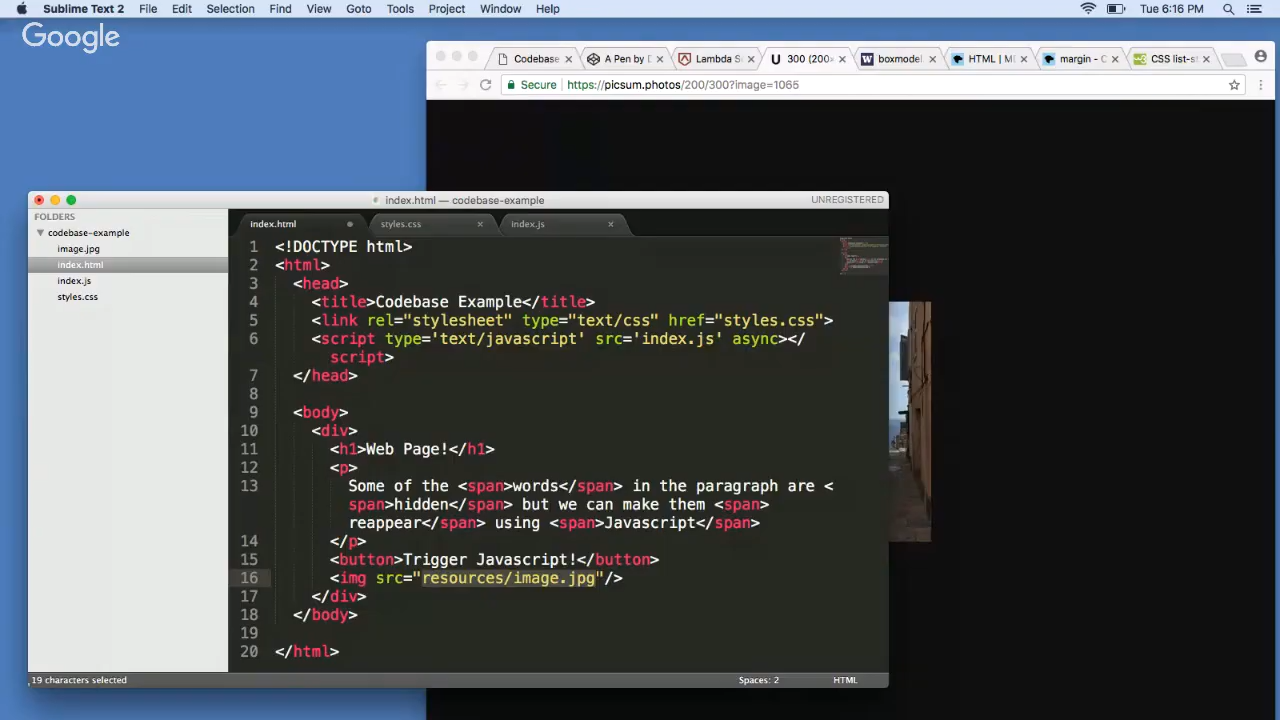 Sublime Text 2 File Edit Selection Find View Goto Tools Project Window Help Tue 6:16 PM
Google
Codebase A Pen by D Lambda S 300 (200× boxmodel HTML | M margin - C CSS list-s
Secure https://picsum.photos/200/300?image=1065
index.html — codebase-example UNREGISTERED
FOLDERS
codebase-example
image.jpg
index.html
index.js
styles.css
index.html styles.css index.js
1 <!DOCTYPE html>
2 <html>
3 <head>
4 <title>Codebase Example</title>
5 <link rel="stylesheet" type="text/css" href="styles.css">
6 <script type='text/javascript' src='index.js' async></
script>
7 </head>
8
9 <body>
10 <div>
11 <h1>Web Page!</h1>
12 <p>
13 Some of the <span>words</span> in the paragraph are <
span>hidden</span> but we can make them <span>
reappear</span> using <span>Javascript</span>
14 </p>
15 <button>Trigger Javascript!</button>
16 <img src="resources/image.jpg"/>
17 </div>
18 </body>
19
20 </html>
19 characters selected Spaces: 2 HTML